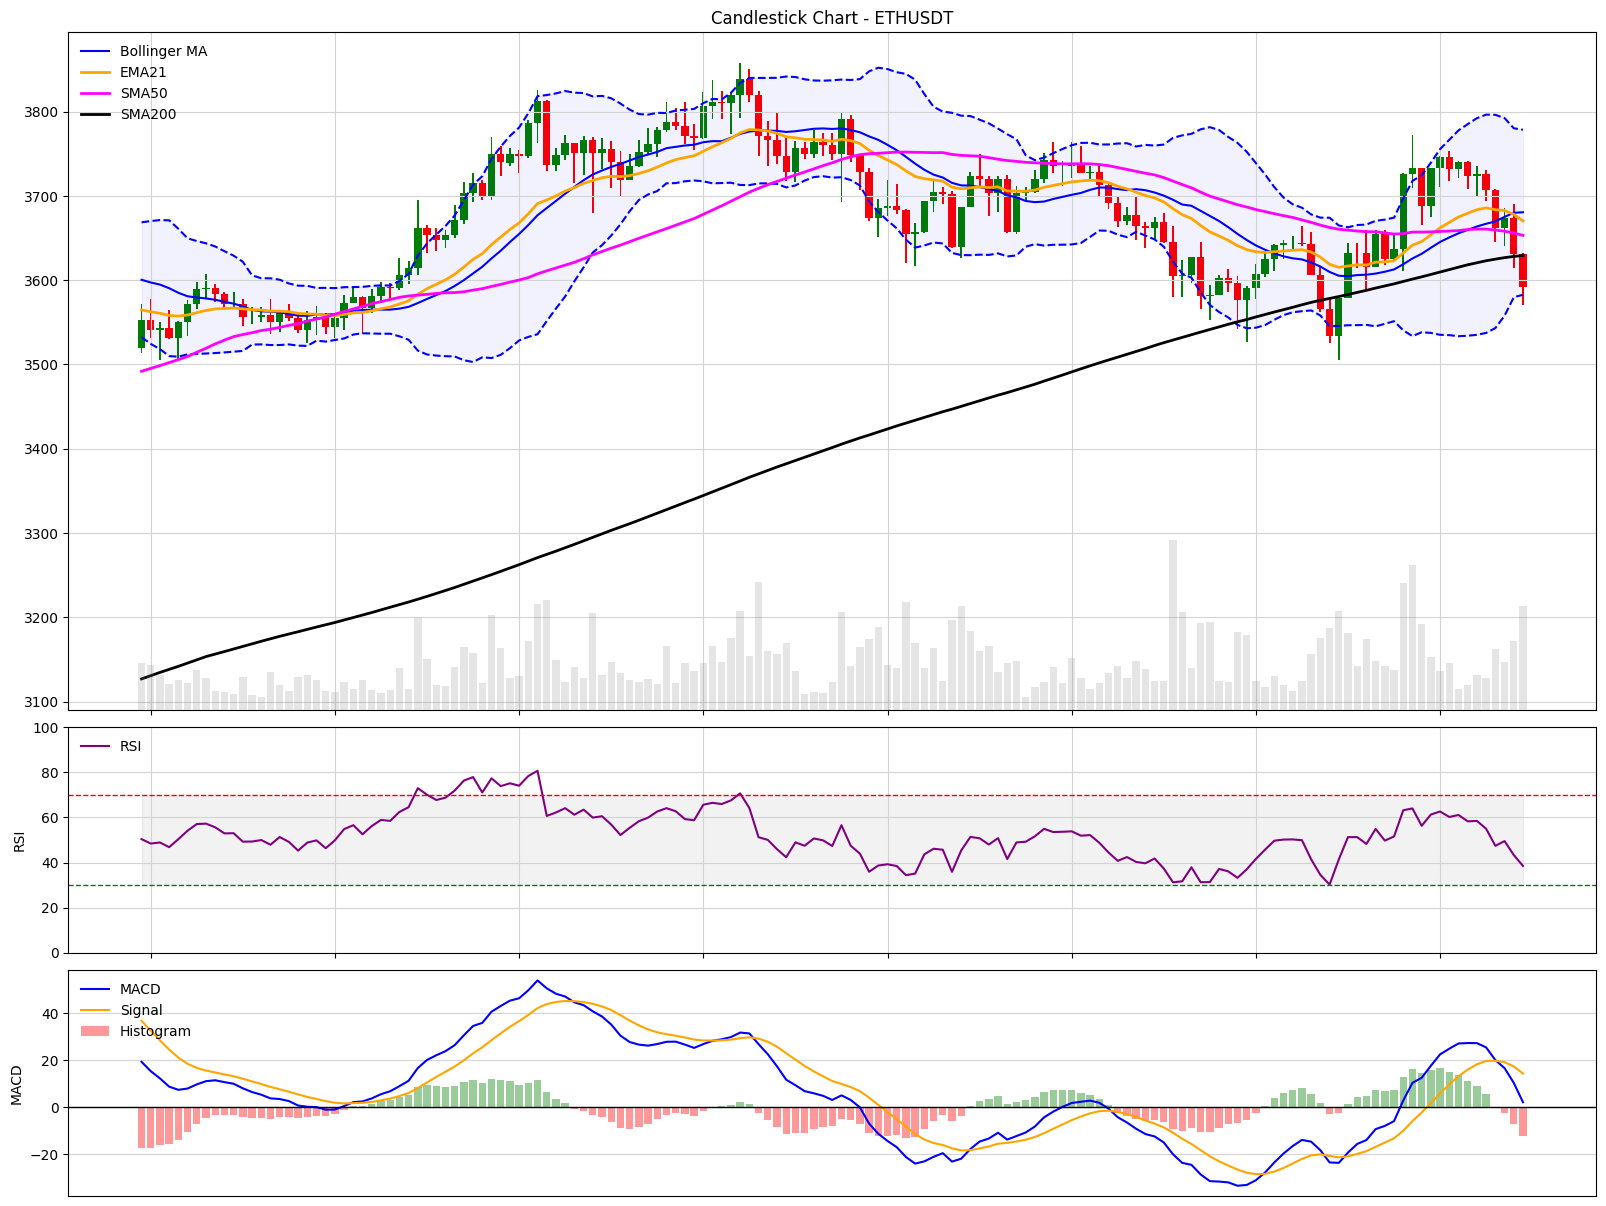 Candlestick Chart - ETHUSDT
Bollinger MA
EMA21
SMA50
SMA200
3800
3700
3600
3500
3400
3300
3200
3100
100
RSI
80
60
40
20
0
RSI
MACD
Signal
Histogram
40
20
0
−20
MACD